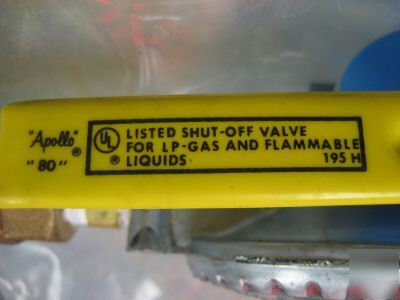 "Apollo"®
"80"
UL® LISTED SHUT-OFF VALVE
FOR LP-GAS AND FLAMMABLE
LIQUIDS 195 H